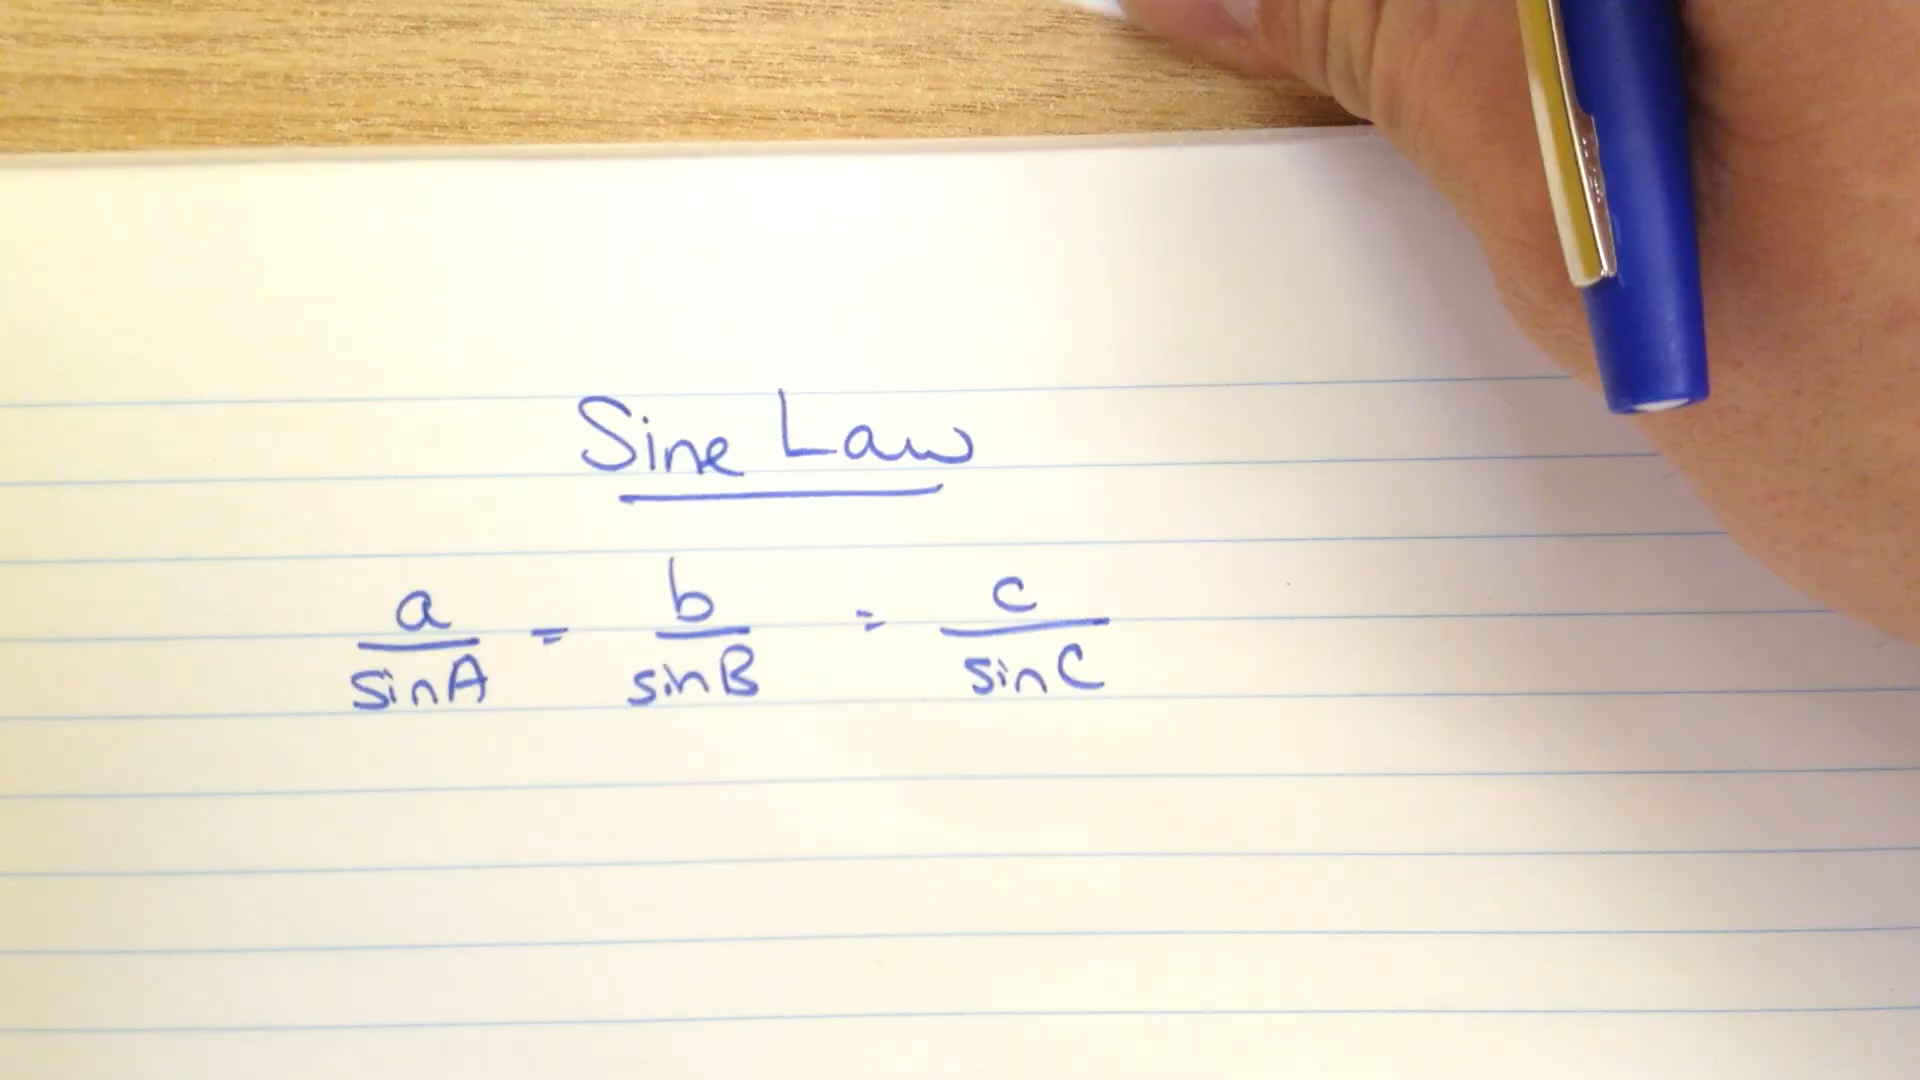 Sine Law
a/sinA = b/sinB = c/sinC